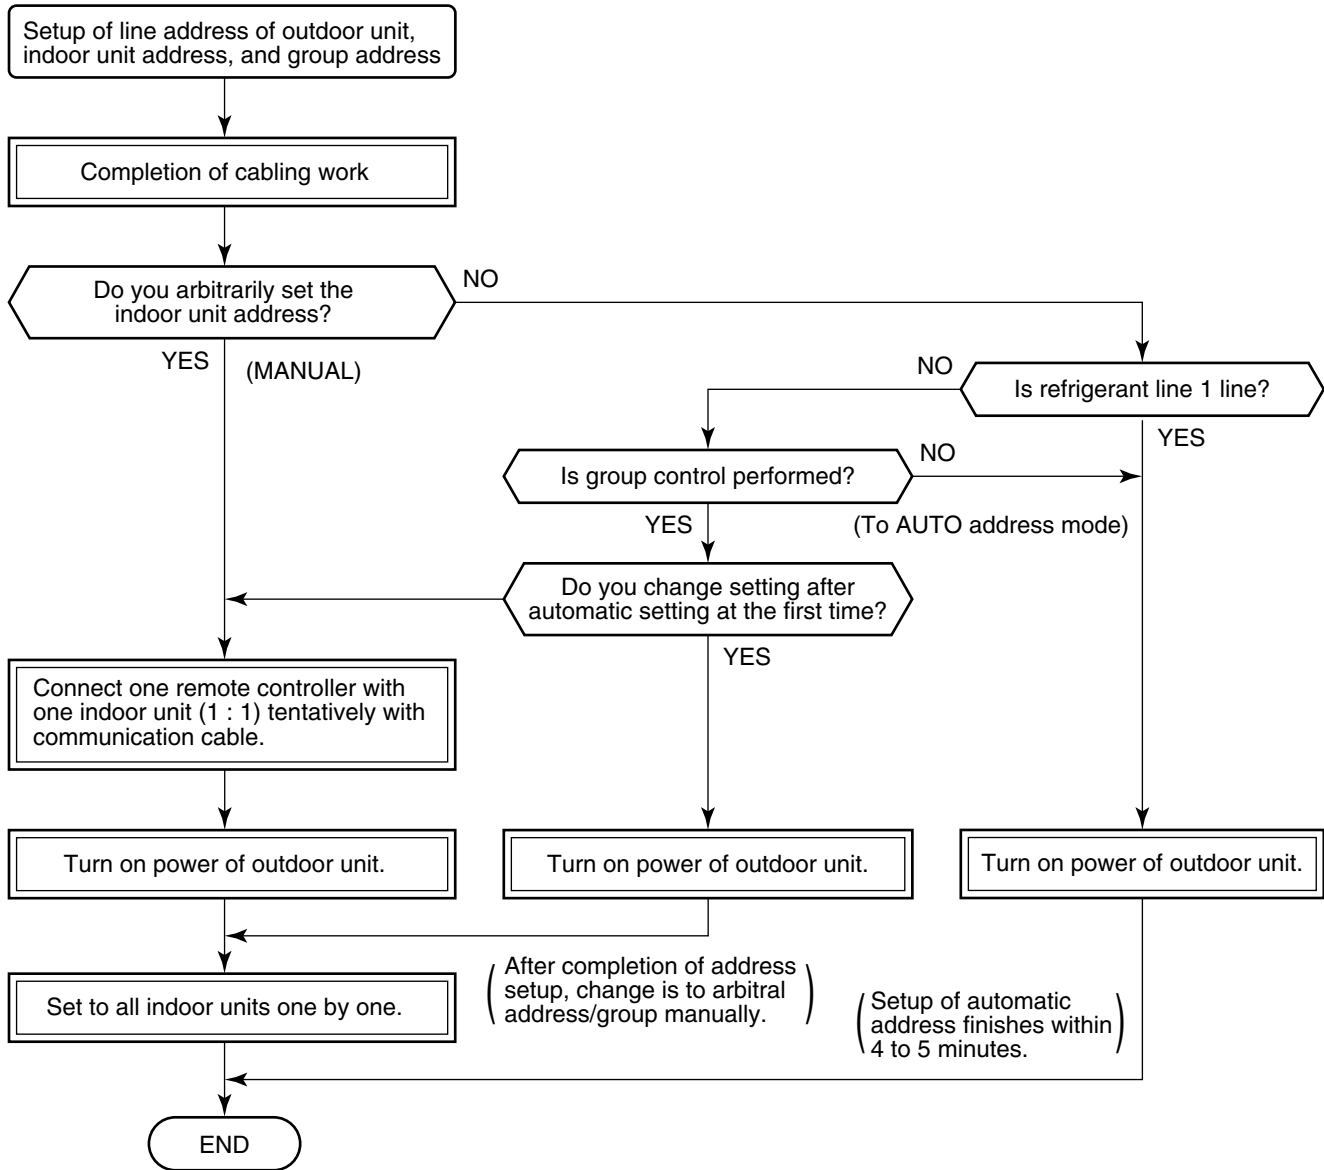 Setup of line address of outdoor unit,
indoor unit address, and group address
Completion of cabling work
Do you arbitrarily set the
indoor unit address?
NO
YES
(MANUAL)
Is refrigerant line 1 line?
NO
YES
Is group control performed?
NO
YES
(To AUTO address mode)
Do you change setting after
automatic setting at the first time?
YES
Connect one remote controller with
one indoor unit (1 : 1) tentatively with
communication cable.
Turn on power of outdoor unit.
Turn on power of outdoor unit.
Turn on power of outdoor unit.
(After completion of address
setup, change is to arbitral
address/group manually.)
Set to all indoor units one by one.
(Setup of automatic
address finishes within
4 to 5 minutes.)
END